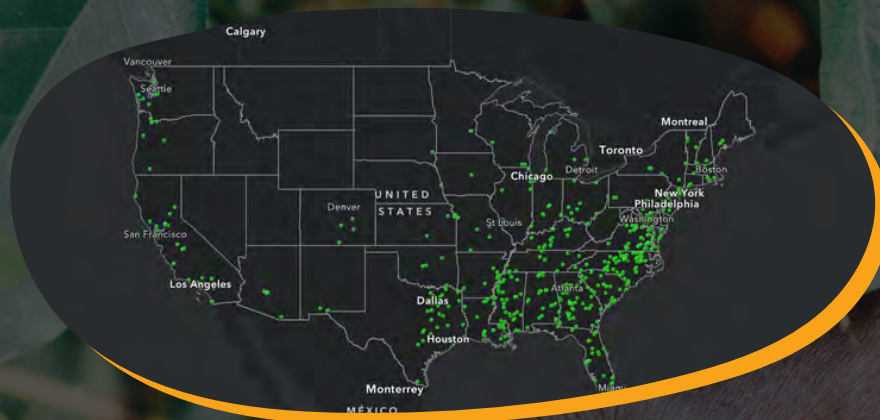 Calgary
Vancouver
Seattle
Montreal
Toronto
Chicago
Detroit
Boston
UNITED
STATES
Denver
New York
Philadelphia
Washington
St Louis
San Francisco
Los Angeles
Dallas
Atlanta
Houston
Monterrey
Miami
MÉXICO